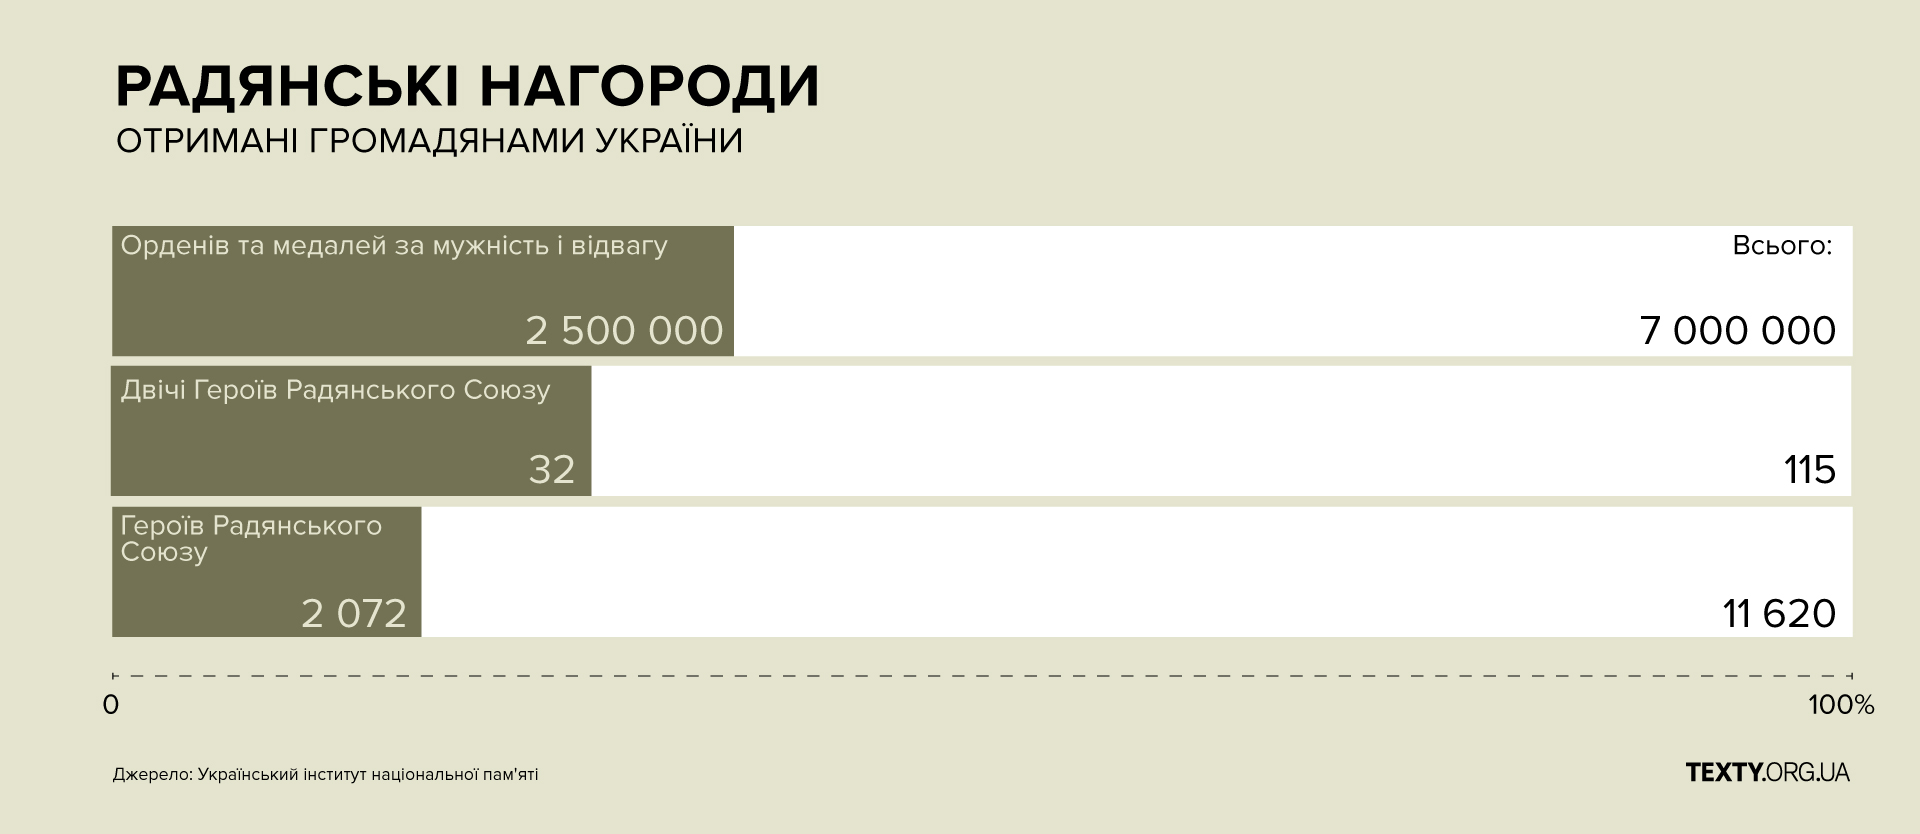 РАДЯНСЬКІ НАГОРОДИ
ОТРИМАНІ ГРОМАДЯНАМИ УКРАЇНИ
Орденів та медалей за мужність і відвагу
Всього:
2 500 000
7 000 000
Двічі Героїв Радянського Союзу
32
115
Героїв Радянського
Союзу
2 072
11 620
0
100%
Джерело: Український інститут національної пам'яті
TEXTY.ORG.UA